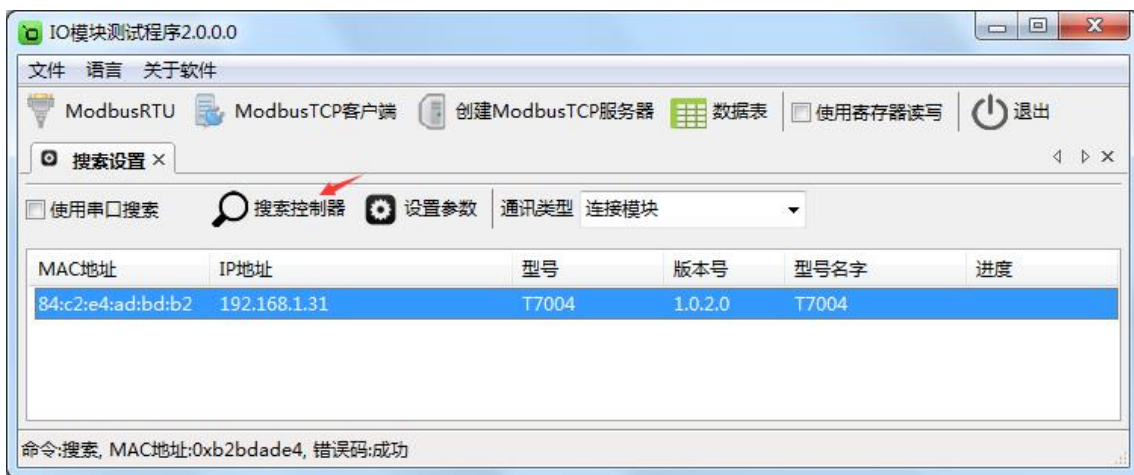 IO模块测试程序2.0.0.0
文件 语言 关于软件
ModbusRTU ModbusTCP客户端 创建ModbusTCP服务器 数据表 使用寄存器读写 退出
搜索设置
使用串口搜索 搜索控制器 设置参数 通讯类型 连接模块
MAC地址 IP地址 型号 版本号 型号名字 进度
84:c2:e4:ad:bd:b2 192.168.1.31 T7004 1.0.2.0 T7004
命令:搜索, MAC地址:0xb2bdade4, 错误码:成功